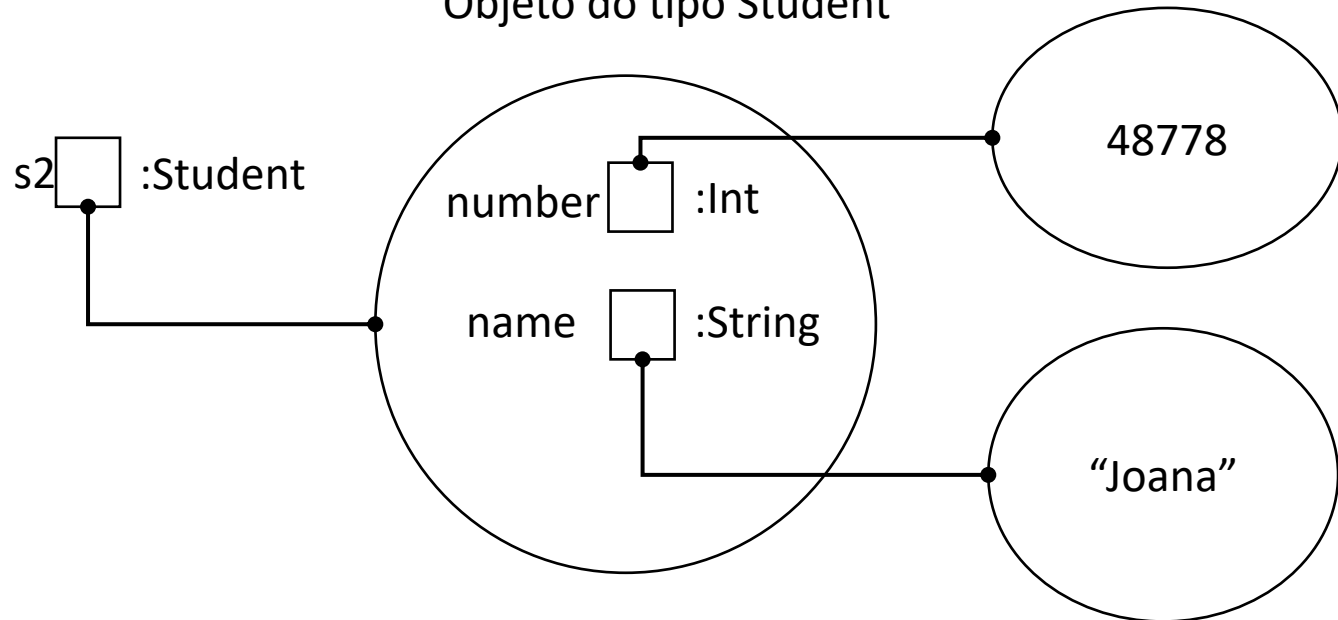 Objeto do tipo Student
s2 :Student
number :Int
name :String
48778
“Joana”